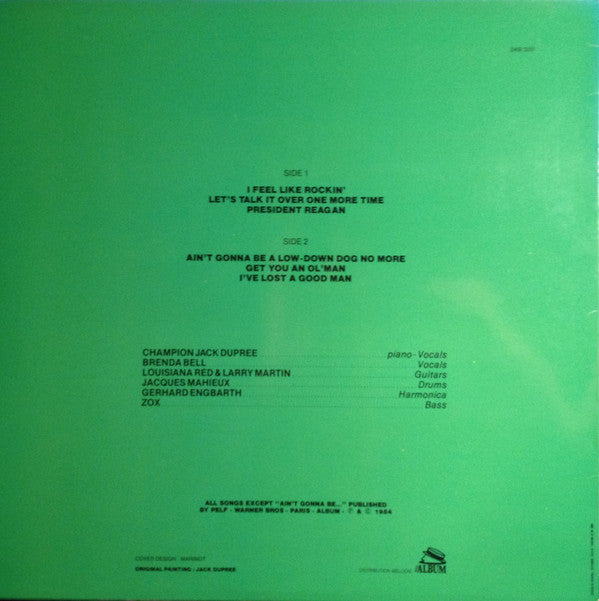 SIDE 1
I FEEL LIKE ROCKIN'
LET'S TALK IT OVER ONE MORE TIME
PRESIDENT REAGAN
SIDE 2
AIN'T GONNA BE A LOW-DOWN DOG NO MORE
GET YOU AN OL'MAN
I'VE LOST A GOOD MAN
CHAMPION JACK DUPREE piano-Vocals
BRENDA BELL Vocals
LOUISIANA RED & LARRY MARTIN Guitars
JACQUES MAHIEUX Drums
GERHARD ENGBARTH Harmonica
ZOX Bass
ALL SONGS EXCEPT "AIN'T GONNA BE..." PUBLISHED
BY PELF - WARNER BROS - PARIS - ALBUM - ℗ & © 1984
COVER DESIGN : MARINOT
ORIGINAL PAINTING : JACK DUPREE
DISTRIBUTION MELODIE
ALBUM